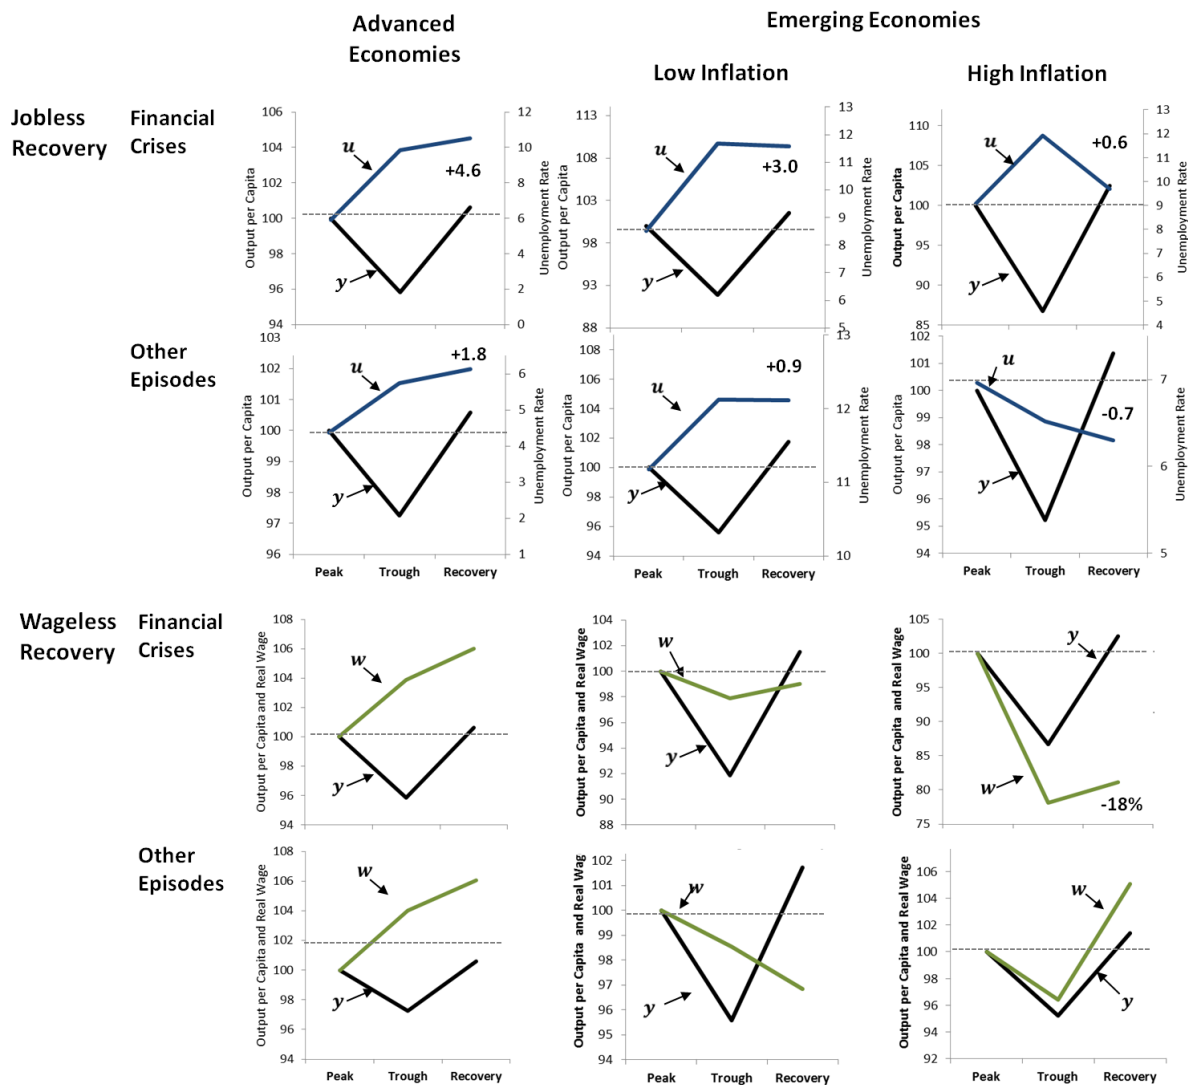 Advanced
Economies
Emerging Economies
Low Inflation
High Inflation
Jobless
Recovery
Financial
Crises
Output per Capita
106
104
102
100
98
96
94
12
10
8
6
4
2
0
Unemployment Rate
u
+4.6
y
Output per Capita
113
108
103
98
93
88
13
12
11
10
9
8
7
6
5
Unemployment Rate
u
+3.0
y
Output per Capita
110
105
100
95
90
85
13
12
11
10
9
8
7
6
5
4
Unemployment Rate
u
+0.6
y
Other
Episodes
Output per Capita
103
102
101
100
99
98
97
96
6
5
4
3
2
1
Unemployment Rate
u
+1.8
y
Peak Trough Recovery
Output per Capita
108
106
104
102
100
98
96
94
13
12
11
10
Unemployment Rate
u
+0.9
y
Peak Trough Recovery
Output per Capita
102
101
100
99
98
97
96
95
94
7
6
5
Unemployment Rate
u
-0.7
y
Peak Trough Recovery
Wageless
Recovery
Financial
Crises
Output per Capita and Real Wage
108
106
104
102
100
98
96
94
w
y
Output per Capita and Real Wage
104
102
100
98
96
94
92
90
88
w
y
Output per Capita and Real Wage
105
100
95
90
85
80
75
y
w
-18%
Other
Episodes
Output per Capita and Real Wage
108
106
104
102
100
98
96
94
w
y
Peak Trough Recovery
Output per Capita and Real Wag
102
101
100
99
98
97
96
95
94
w
y
Peak Trough Recovery
Output per Capita and Real Wage
106
104
102
100
98
96
94
92
w
y
Peak Trough Recovery